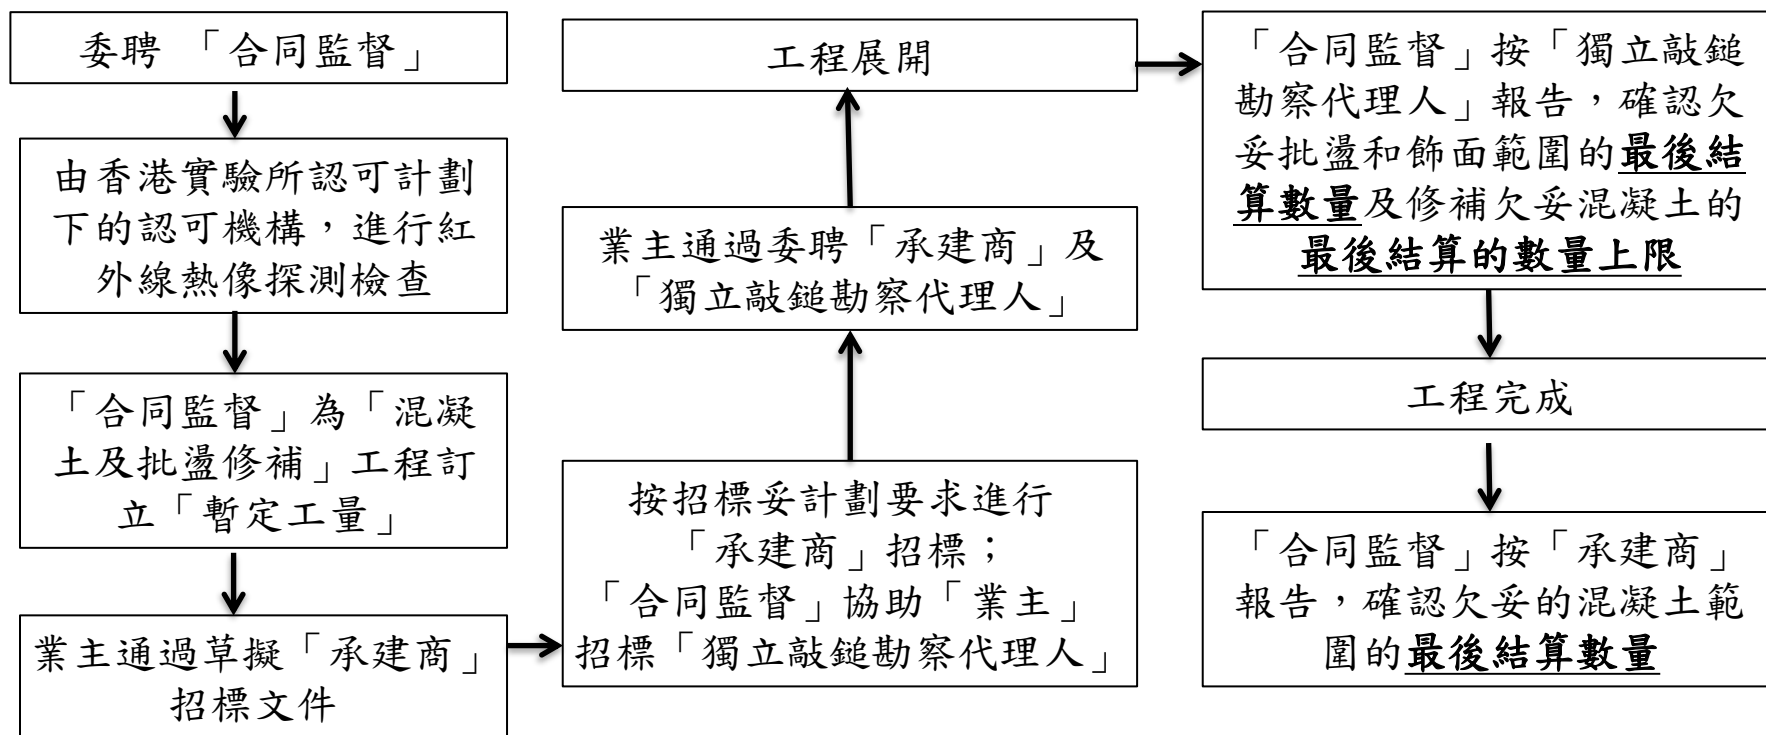 委聘 「合同監督」
由香港實驗所認可計劃
下的認可機構，進行紅
外線熱像探測檢查
「合同監督」為「混凝
土及批盪修補」工程訂
立「暫定工量」
業主通過草擬「承建商」
招標文件
按招標妥計劃要求進行
「承建商」招標；
「合同監督」協助「業主」
招標「獨立敲鎚勘察代理人」
業主通過委聘「承建商」及
「獨立敲鎚勘察代理人」
工程展開
「合同監督」按「獨立敲鎚
勘察代理人」報告，確認欠
妥批盪和飾面範圍的最後結
算數量及修補欠妥混凝土的
最後結算的數量上限
工程完成
「合同監督」按「承建商」
報告，確認欠妥的混凝土範
圍的最後結算數量